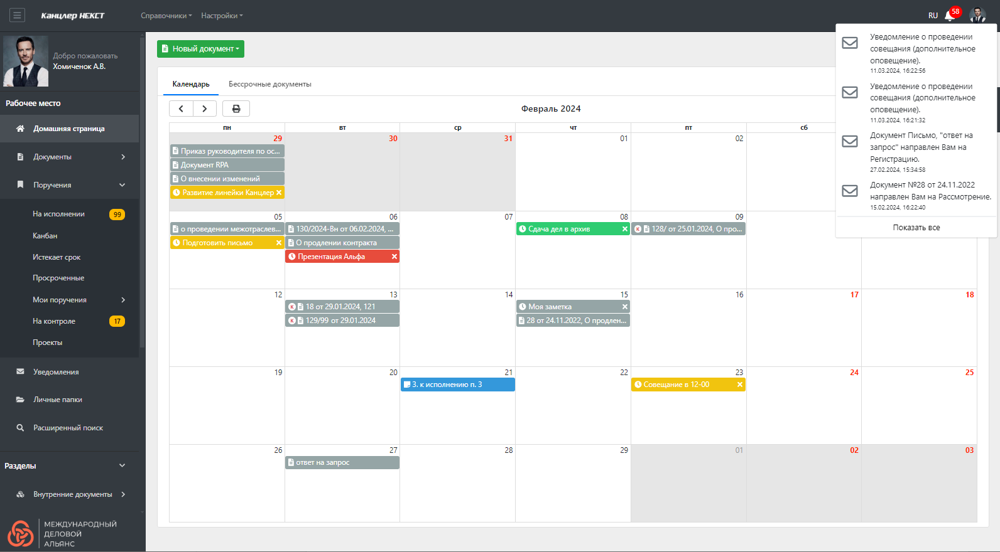 Канцлер НЕКСТ
Справочники
Настройки
RU
58
Добро пожаловать
Хомиченок А.В.
Рабочее место
Домашняя страница
Документы
Поручения
На исполнении
99
Канбан
Истекает срок
Просроченные
Мои поручения
На контроле
17
Проекты
Уведомления
Личные папки
Расширенный поиск
Разделы
Внутренние документы
МЕЖДУНАРОДНЫЙ
ДЕЛОВОЙ
АЛЬЯНС
Новый документ
Календарь
Бессрочные документы
Февраль 2024
пн
вт
ср
чт
пт
сб
29
30
31
01
02
Приказ руководителя по ос...
Документ RPA
О внесении изменений
Развитие линейки Канцлер
05
06
07
08
09
о проведении межотраслев...
130/2024-Вн от 06.02.2024, ...
Сдача дел в архив
К 128/ от 25.01.2024, О про...
Подготовить письмо
О продлении контракта
Презентация Альфа
12
13
14
15
16
17
18
К 18 от 29.01.2024, 121
Моя заметка
К 129/99 от 29.01.2024
28 от 24.11.2022, О продлен...
19
20
21
22
23
24
25
3. к исполнению п. 3
Совещание в 12-00
26
27
28
29
01
02
03
ответ на запрос
Уведомление о проведении
совещания (дополнительное
оповещение).
11.03.2024, 16:22:56
Уведомление о проведении
совещания (дополнительное
оповещение).
11.03.2024, 16:21:32
Документ Письмо, "ответ на
запрос" направлен Вам на
Регистрацию.
27.02.2024, 15:34:58
Документ №28 от 24.11.2022
направлен Вам на Рассмотрение.
15.02.2024, 16:22:40
Показать все